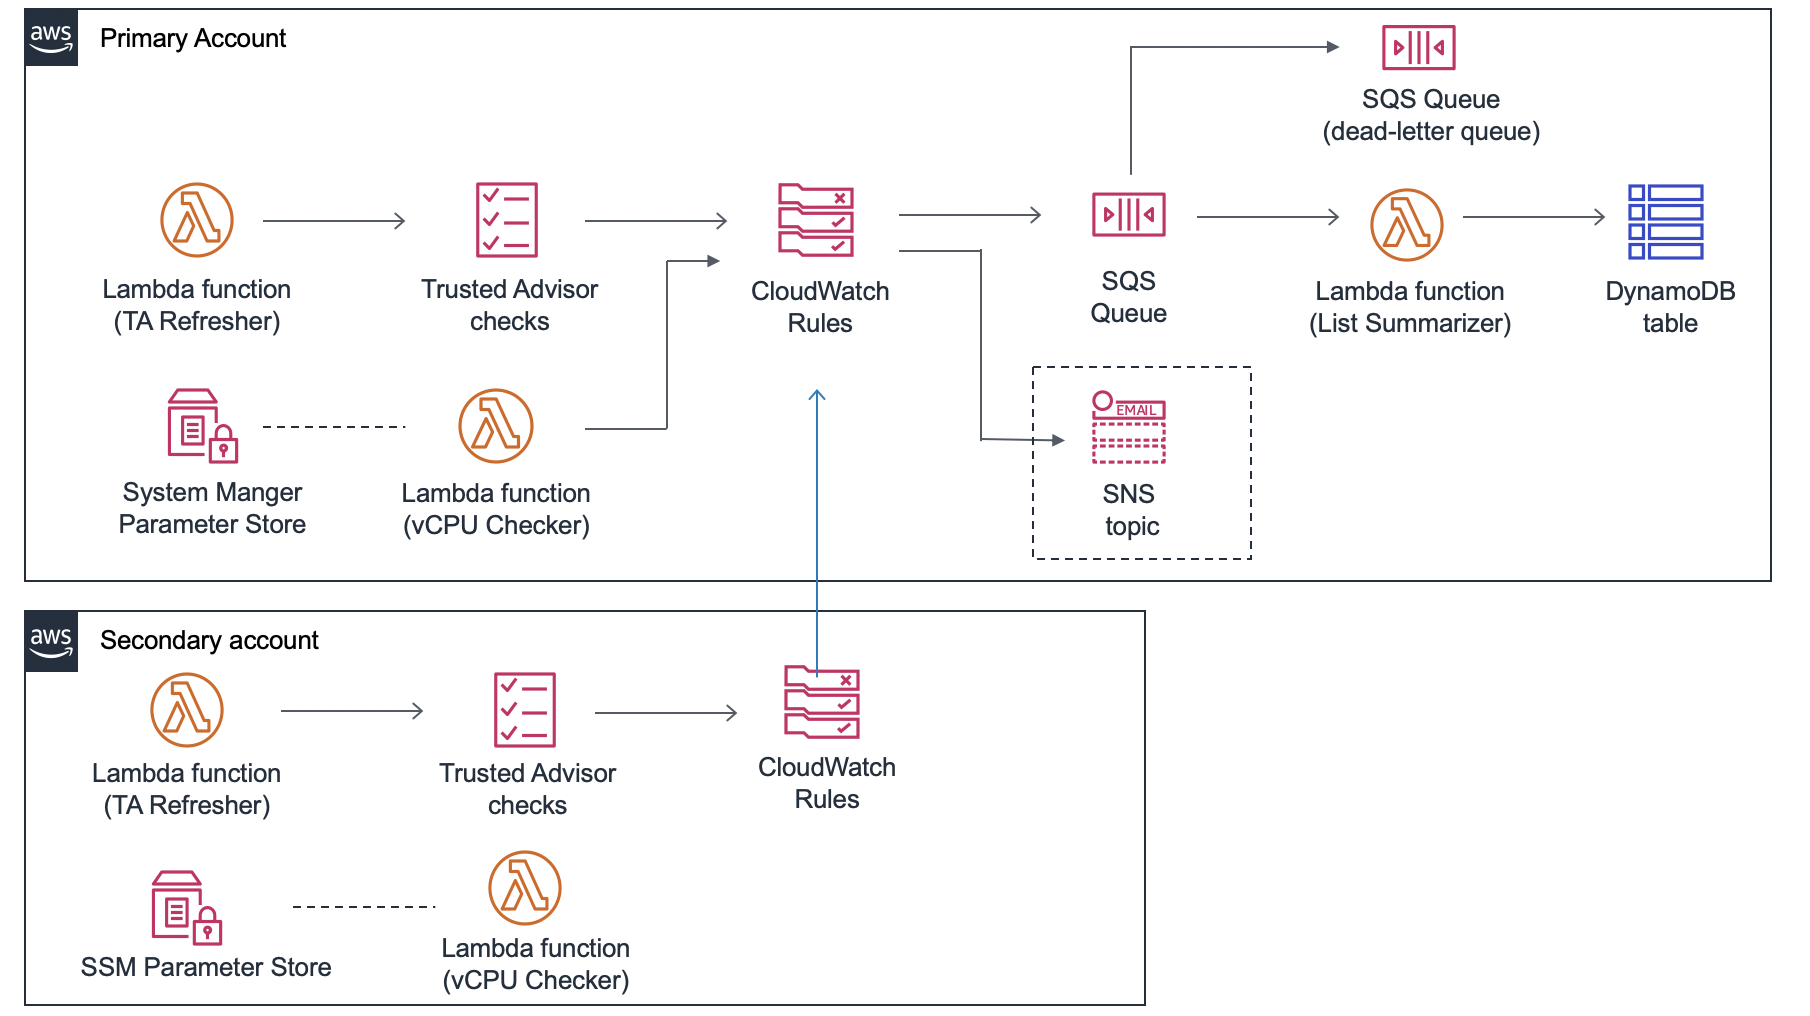 aws
Primary Account
SQS Queue
(dead-letter queue)
Lambda function
(TA Refresher)
Trusted Advisor
checks
CloudWatch
Rules
SQS
Queue
Lambda function
(List Summarizer)
DynamoDB
table
System Manger
Parameter Store
Lambda function
(vCPU Checker)
EMAIL
SNS
topic
aws
Secondary account
Lambda function
(TA Refresher)
Trusted Advisor
checks
CloudWatch
Rules
SSM Parameter Store
Lambda function
(vCPU Checker)